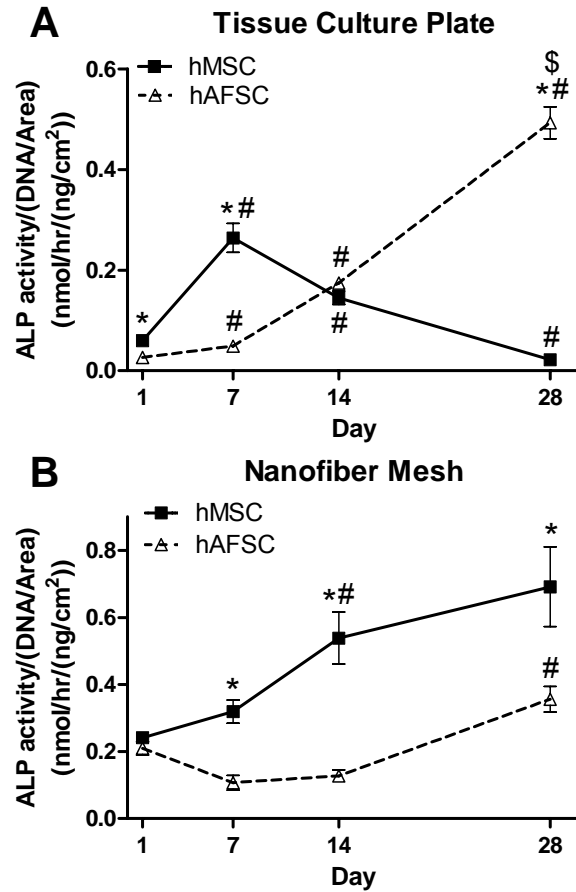 A
Tissue Culture Plate
hMSC
hAFSC
ALP activity/(DNA/Area)
(nmol/hr/(ng/cm²))
0.6
0.4
0.2
0.0
*
*#
#
#
#
$
*#
#
1
7
14
28
Day
B
Nanofiber Mesh
hMSC
hAFSC
ALP activity/(DNA/Area)
(nmol/hr/(ng/cm²))
0.8
0.6
0.4
0.2
0.0
*
*#
*
#
1
7
14
28
Day